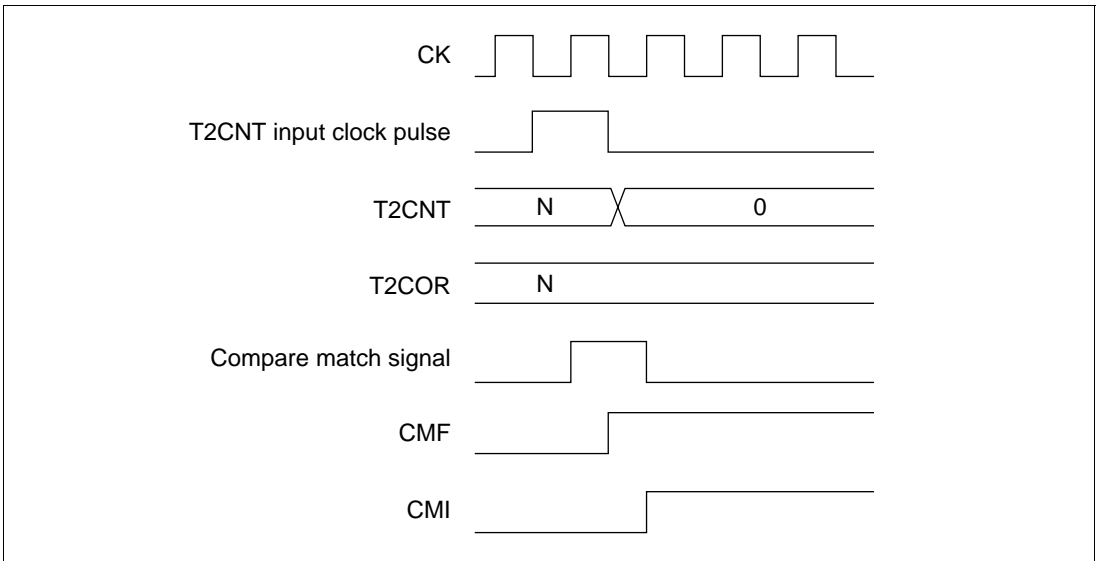 CK
T2CNT input clock pulse
T2CNT N 0
T2COR N
Compare match signal
CMF
CMI